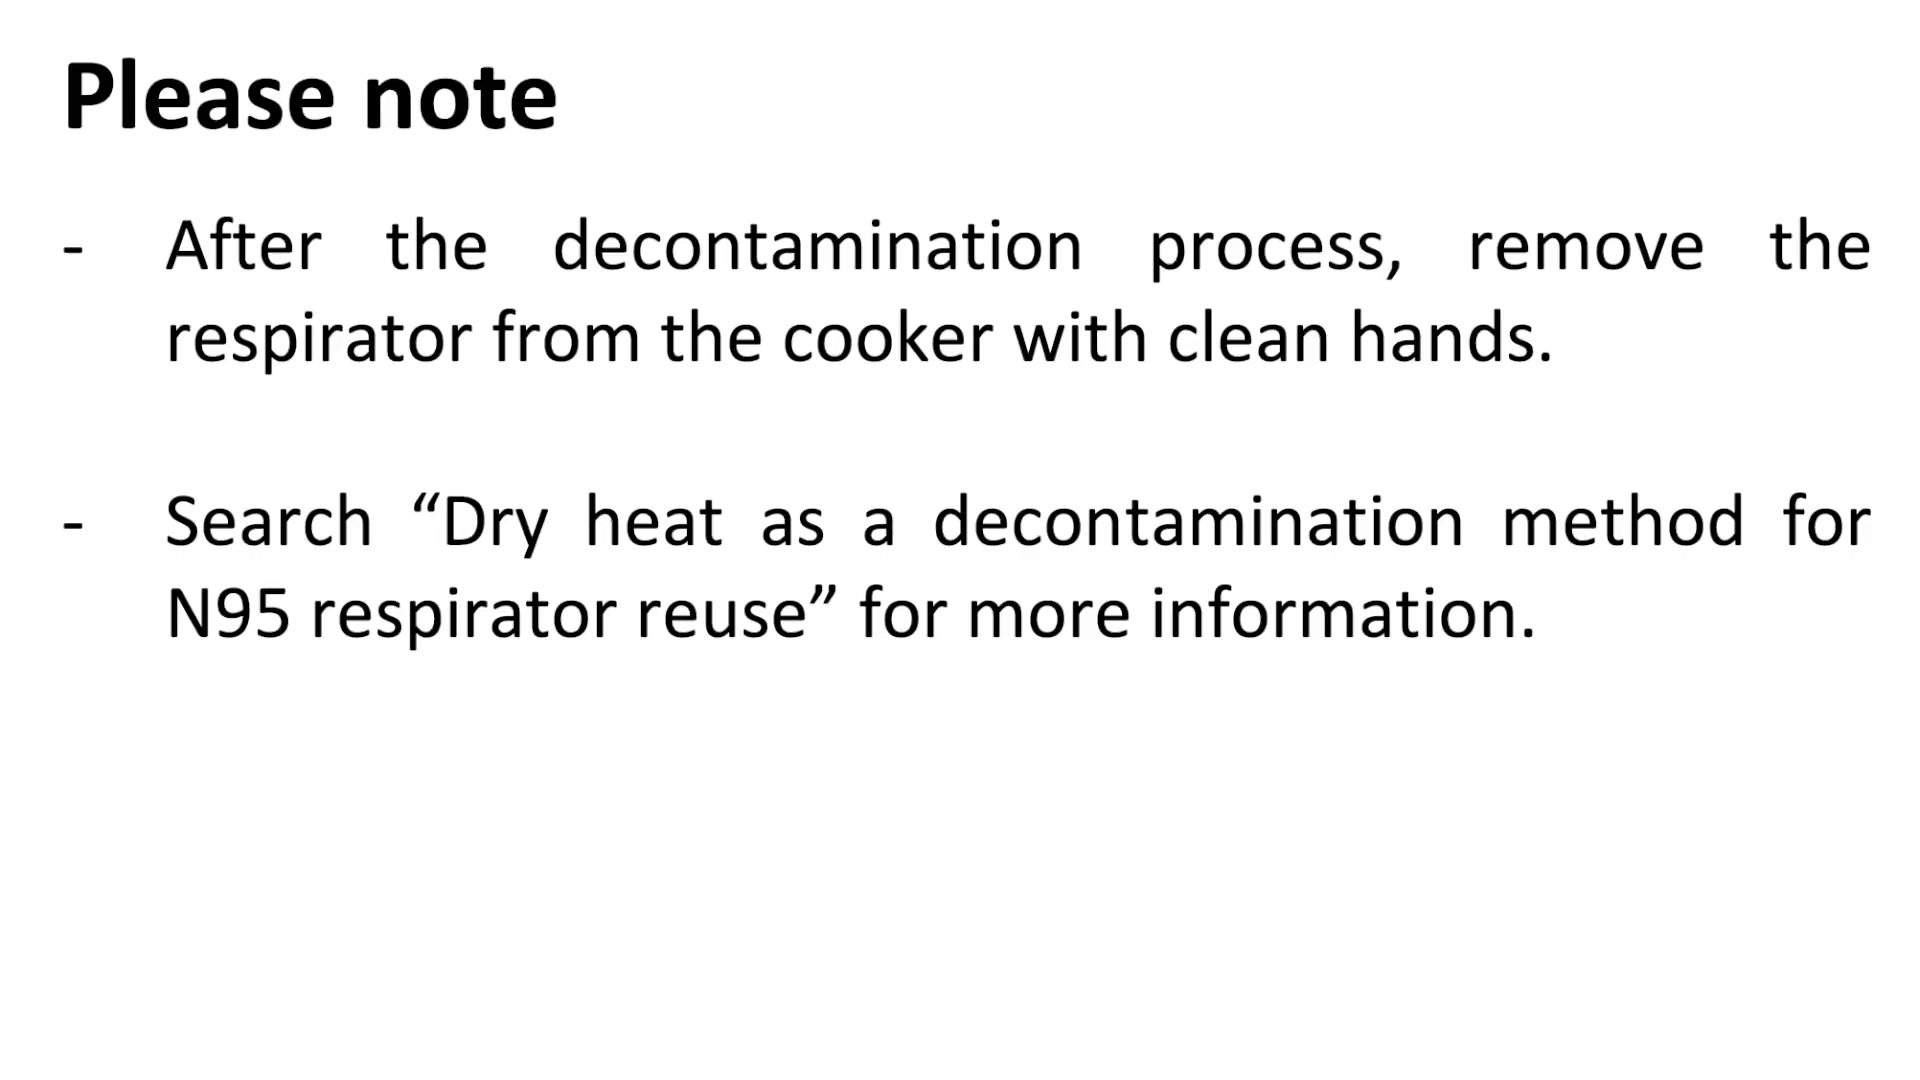 Please note
- After the decontamination process, remove the
respirator from the cooker with clean hands.
- Search “Dry heat as a decontamination method for
N95 respirator reuse” for more information.